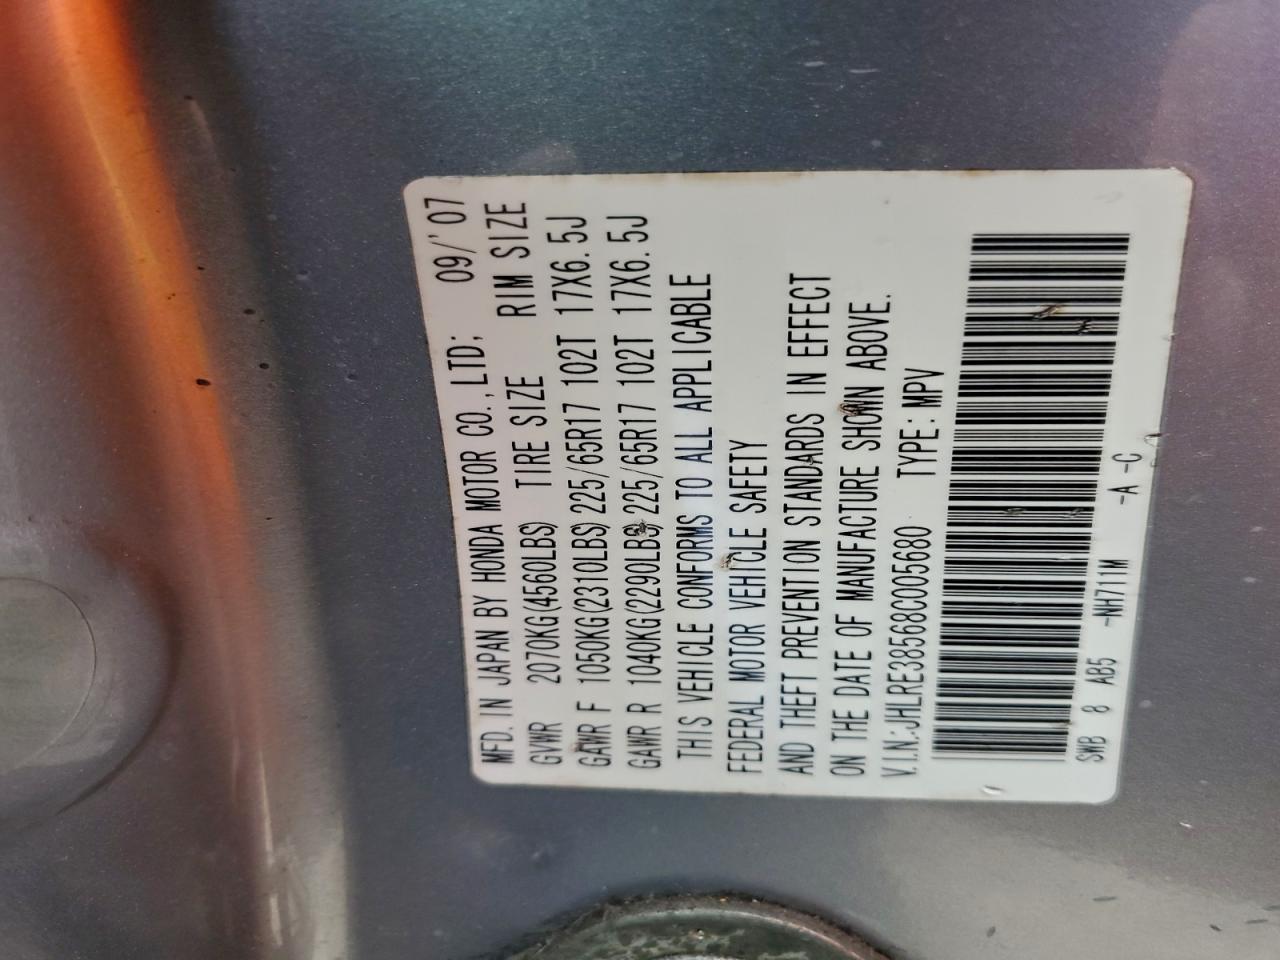 MFD. IN JAPAN BY HONDA MOTOR CO., LTD; 09/'07
GVWR 2070KG(4560LBS) TIRE SIZE RIM SIZE
GAWR F 1050KG(2310LBS) 225/65R17 102T 17X6.5J
GAWR R 1040KG(2290LBS) 225/65R17 102T 17X6.5J
THIS VEHICLE CONFORMS TO ALL APPLICABLE
FEDERAL MOTOR VEHICLE SAFETY
AND THEFT PREVENTION STANDARDS IN EFFECT
ON THE DATE OF MANUFACTURE SHOWN ABOVE.
V.I.N.:JHLRE38568C005680 TYPE: MPV
SWB 8 AB5 -NH711M -A -C